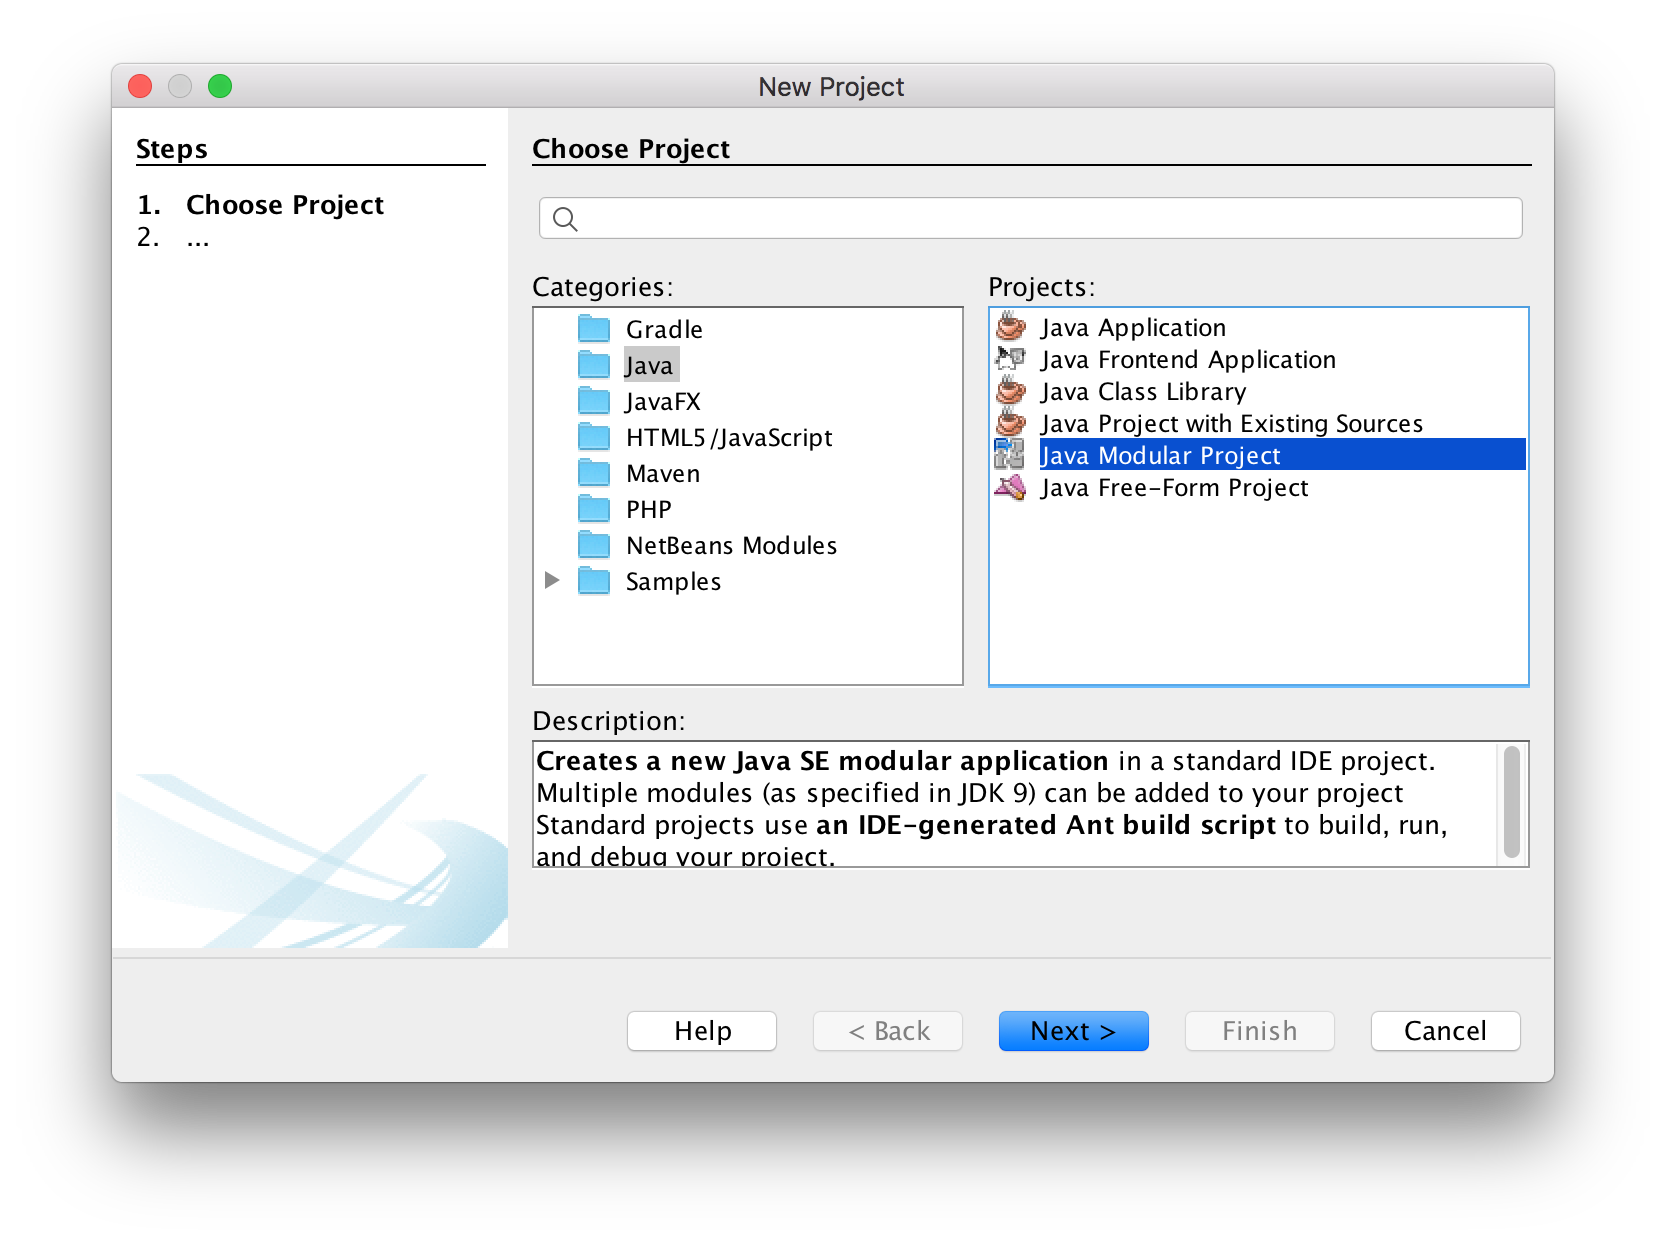 New Project
Steps
1. Choose Project
2. ...
Choose Project
Categories:
Gradle
Java
JavaFX
HTML5/JavaScript
Maven
PHP
NetBeans Modules
Samples
Projects:
Java Application
Java Frontend Application
Java Class Library
Java Project with Existing Sources
Java Modular Project
Java Free-Form Project
Description:
Creates a new Java SE modular application in a standard IDE project.
Multiple modules (as specified in JDK 9) can be added to your project
Standard projects use an IDE-generated Ant build script to build, run,
and debug your project.
Help
< Back
Next >
Finish
Cancel